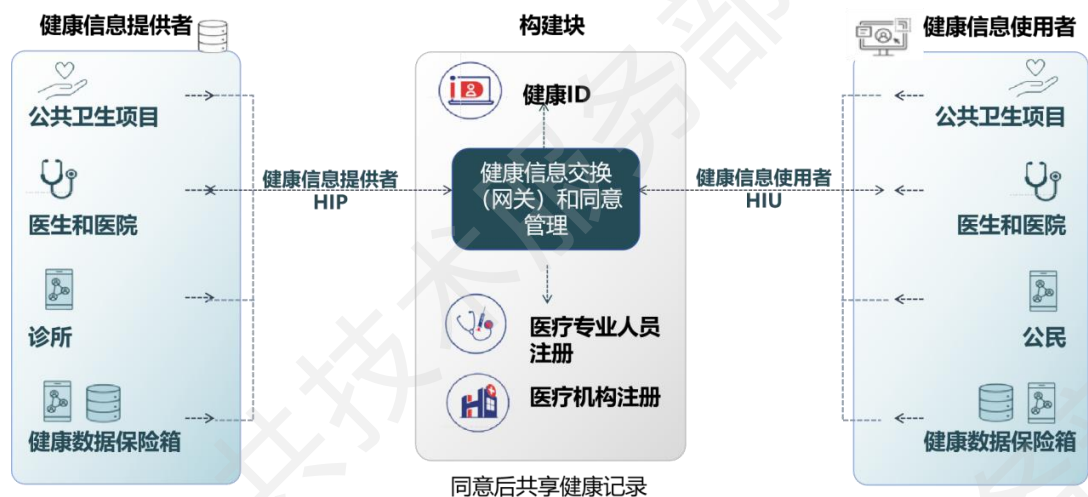 健康信息提供者
公共卫生项目
医生和医院
诊所
健康数据保险箱
健康信息提供者
HIP
构建块
健康ID
健康信息交换
（网关）和同意
管理
医疗专业人员
注册
医疗机构注册
同意后共享健康记录
健康信息使用者
HIU
健康信息使用者
公共卫生项目
医生和医院
公民
健康数据保险箱